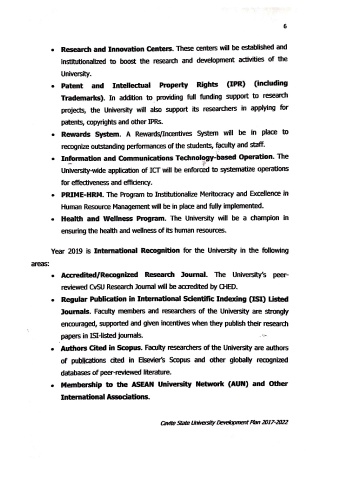 6
• Research and Innovation Centers. These centers will be established and
institutionalized to boost the research and development activities of the
University.
• Patent and Intellectual Property Rights (IPR) (including
Trademarks). In addition to providing full funding support to research
projects, the University will also support its researchers in applying for
patents, copyrights and other IPRs.
• Rewards System. A Rewards/Incentives System will be in place to
recognize outstanding performances of the students, faculty and staff.
• Information and Communications Technology-based Operation. The
University-wide application of ICT will be enforced to systematize operations
for effectiveness and efficiency.
• PRIME-HRM. The Program to Institutionalize Meritocracy and Excellence in
Human Resource Management will be in place and fully implemented.
• Health and Wellness Program. The University will be a champion in
ensuring the health and wellness of its human resources.
Year 2019 is International Recognition for the University in the following
areas:
• Accredited/Recognized Research Journal. The University's peer-
reviewed CvSU Research Journal will be accredited by CHED.
• Regular Publication in International Scientific Indexing (ISI) Listed
Journals. Faculty members and researchers of the University are strongly
encouraged, supported and given incentives when they publish their research
papers in ISI-listed journals.
• Authors Cited in Scopus. Faculty researchers of the University are authors
of publications cited in Elsevier's Scopus and other globally recognized
databases of peer-reviewed literature.
• Membership to the ASEAN University Network (AUN) and Other
International Associations.
Cavite State University Development Plan 2017-2022